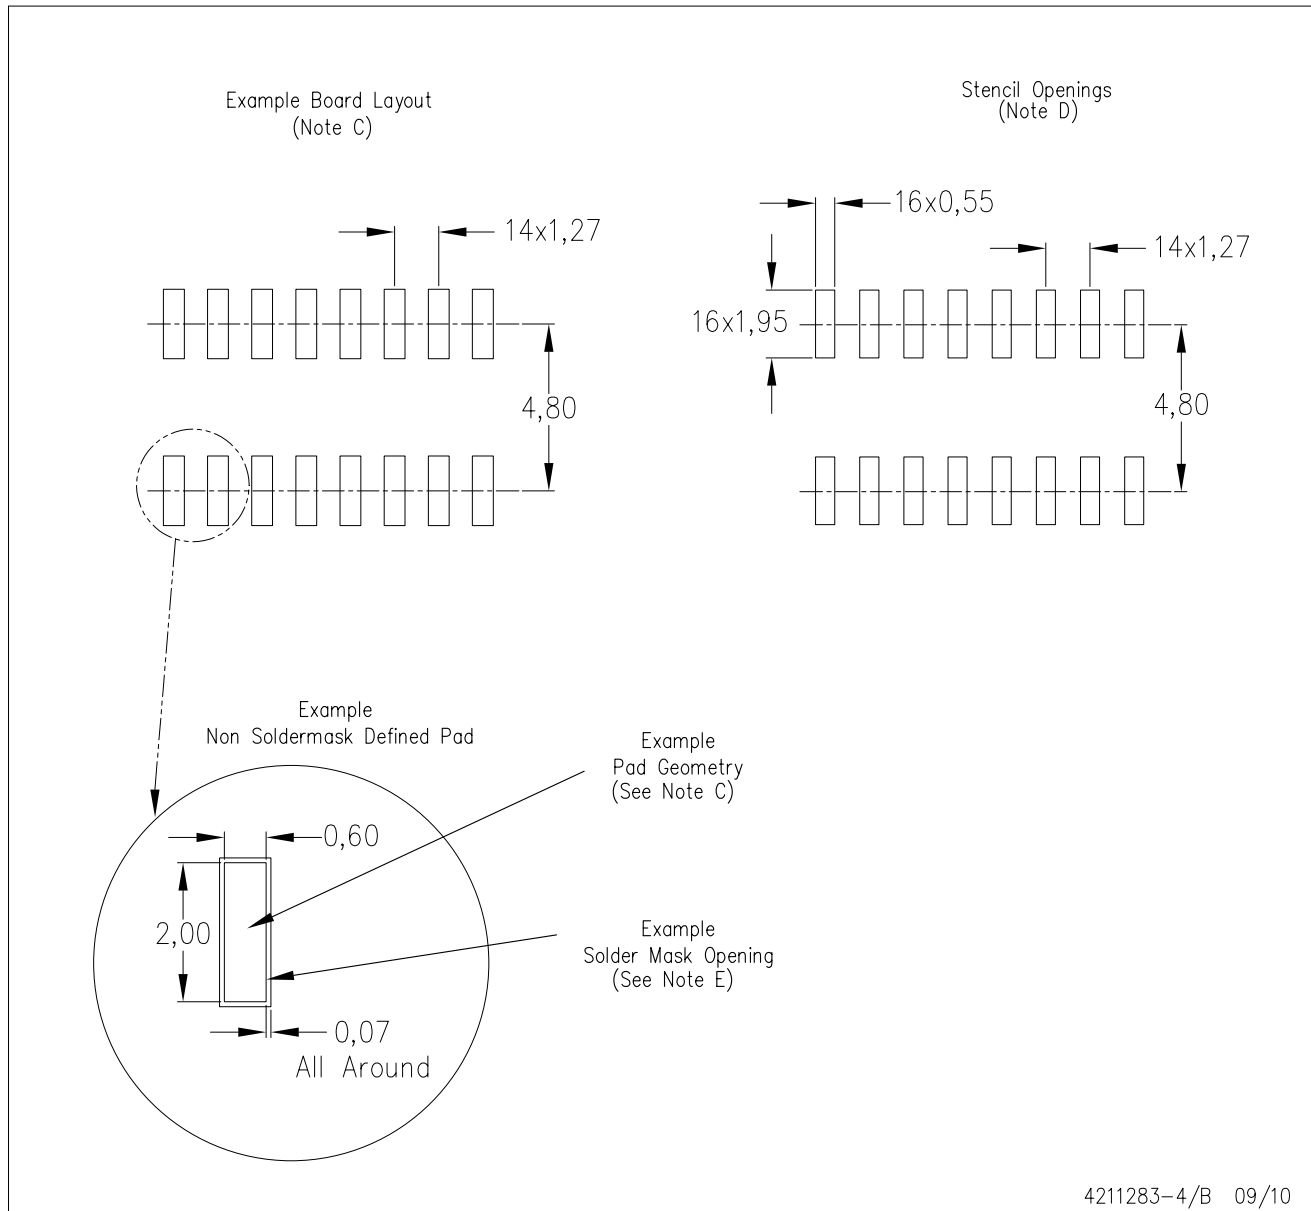 Example Board Layout
(Note C)
14x1,27
4,80
Stencil Openings
(Note D)
16x0,55
14x1,27
16x1,95
4,80
Example
Non Soldermask Defined Pad
0,60
2,00
0,07
All Around
Example
Pad Geometry
(See Note C)
Example
Solder Mask Opening
(See Note E)
4211283-4/B 09/10